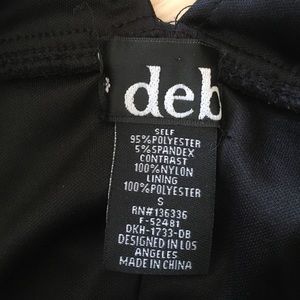 deb
SELF
95%POLYESTER
5%SPANDEX
CONTRAST
100%NYLON
LINING
100%POLYESTER
S
RN#136336
F-52481
DKH-1733-DB
DESIGNED IN LOS
ANGELES
MADE IN CHINA